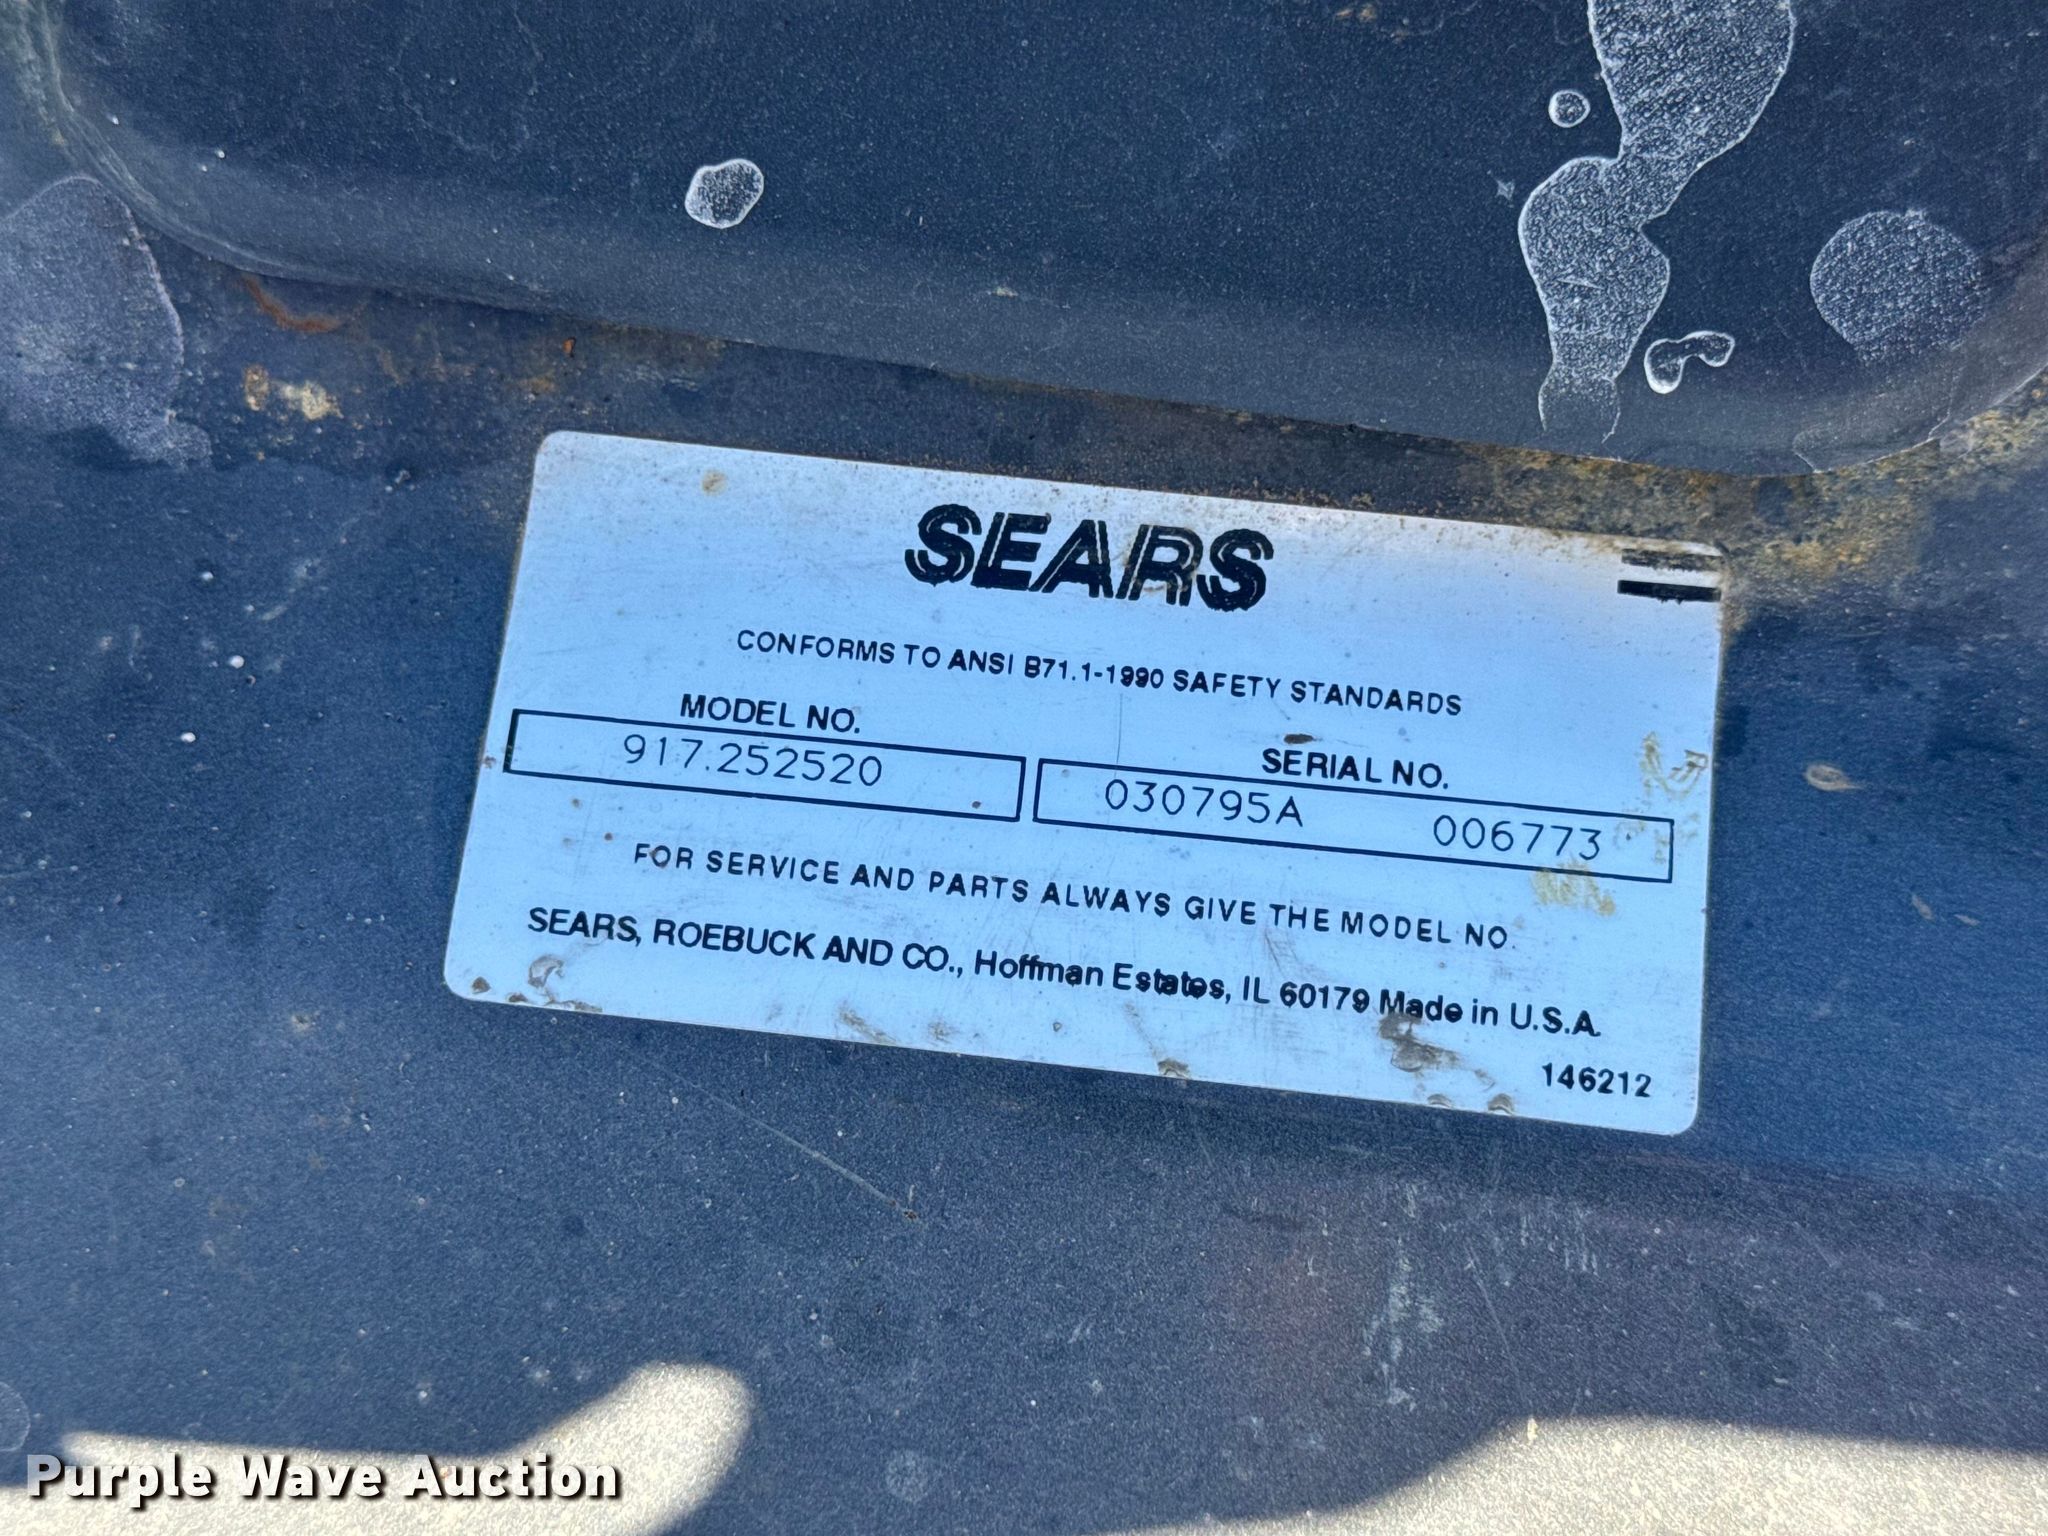 SEARS
CONFORMS TO ANSI B71.1-1990 SAFETY STANDARDS
MODEL NO.
917.252520
SERIAL NO.
030795A 006773
FOR SERVICE AND PARTS ALWAYS GIVE THE MODEL NO.
SEARS, ROEBUCK AND CO., Hoffman Estates, IL 60179 Made in U.S.A.
146212
Purple Wave Auction